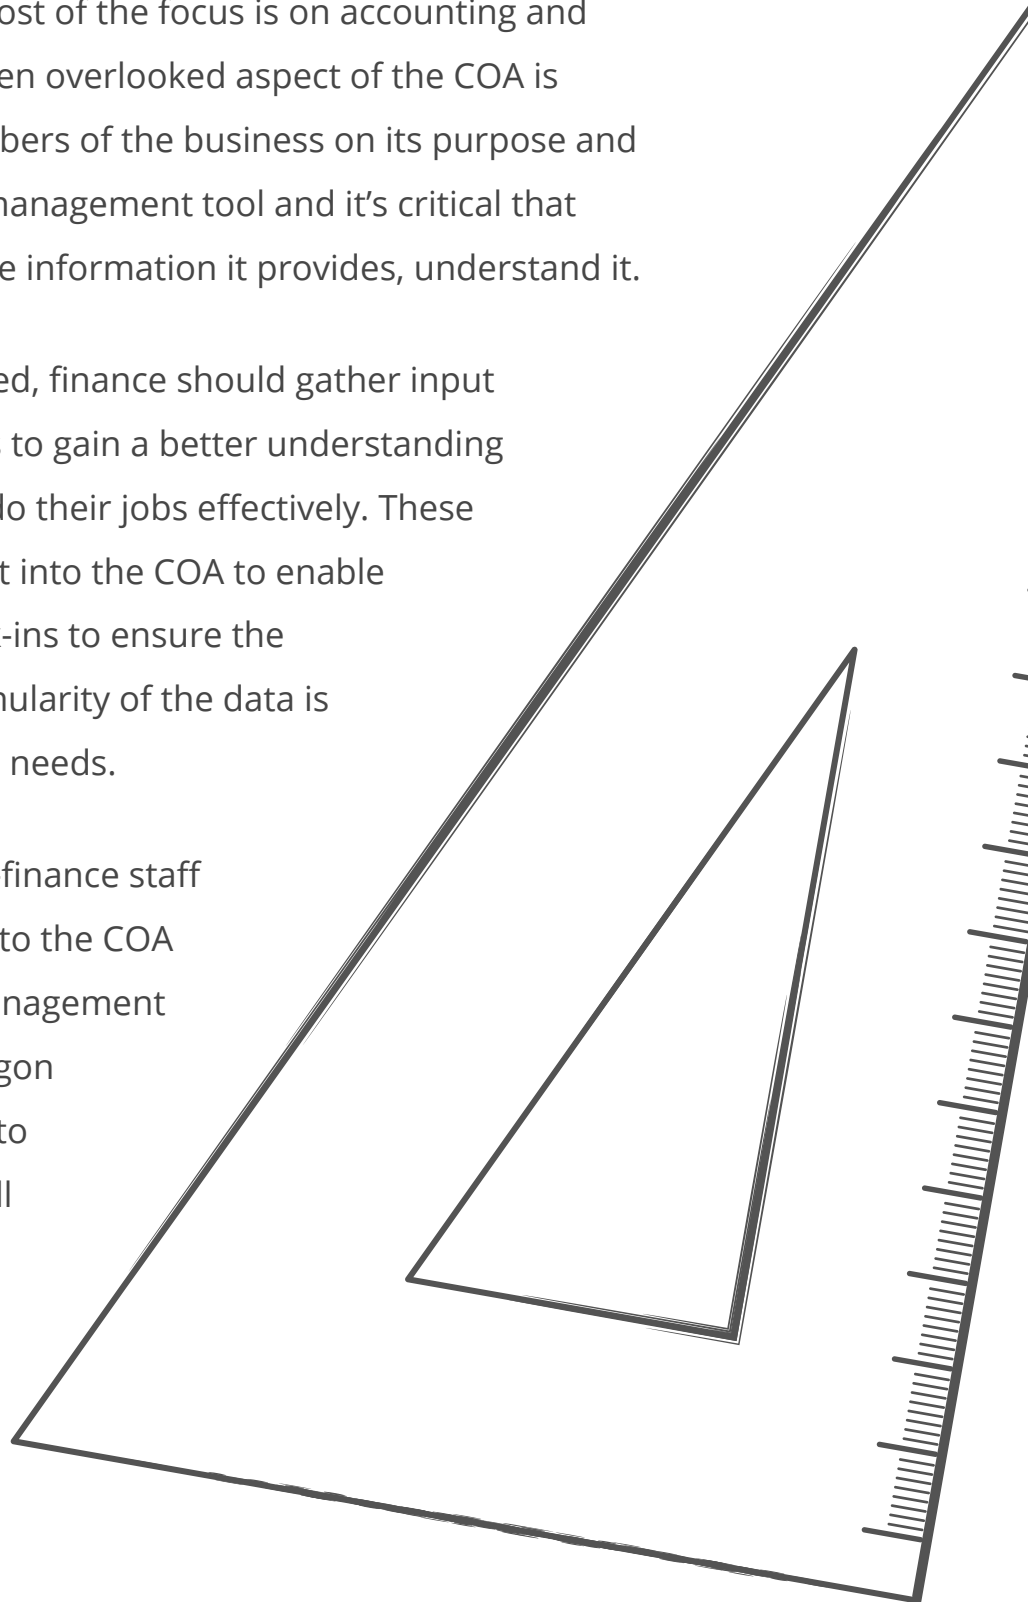 ost of the focus is on accounting and
en overlooked aspect of the COA is
bers of the business on its purpose and
management tool and it's critical that
e information it provides, understand it.
ed, finance should gather input
to gain a better understanding
do their jobs effectively. These
t into the COA to enable
-ins to ensure the
nularity of the data is
needs.
finance staff
to the COA
nagement
gon
to
ll